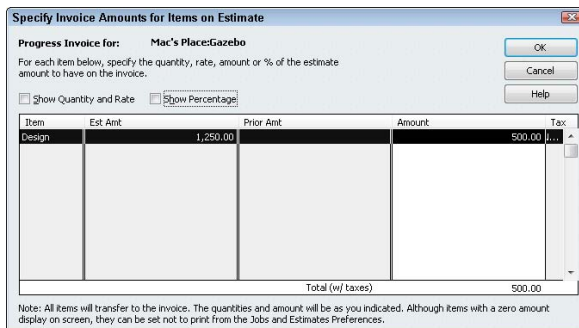 Specify Invoice Amounts for Items on Estimate
Progress Invoice for: Mac's Place:Gazebo
OK
For each item below, specify the quantity, rate, amount or % of the estimate
amount to have on the invoice.
Cancel
Show Quantity and Rate Show Percentage
Help
Item Est Amt Prior Amt Amount Tax
Design 1,250.00 500.00
Total (w/ taxes) 500.00
Note: All items will transfer to the invoice. The quantities and amount will be as you indicated. Although items with a zero amount
display on screen, they can be set not to print from the Jobs and Estimates Preferences.